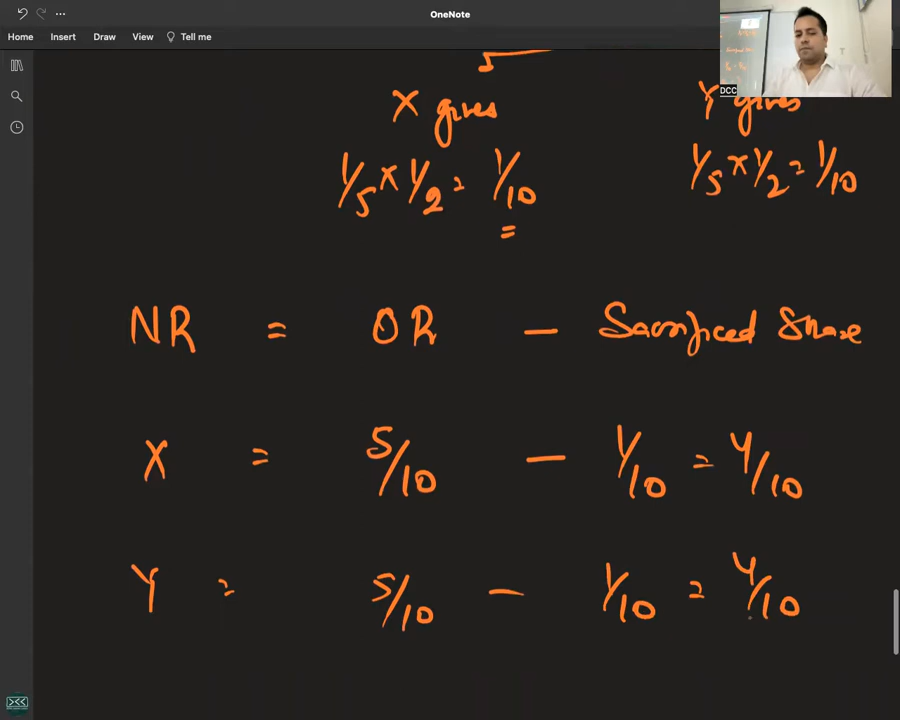 OneNote
Home Insert Draw View Tell me
DCC
X gives Y gives
1/5 × 1/2 = 1/10 1/5 × 1/2 = 1/10
NR = OR — Sacrificed Share
X = 5/10 — 1/10 = 4/10
Y = 5/10 — 1/10 = 4/10